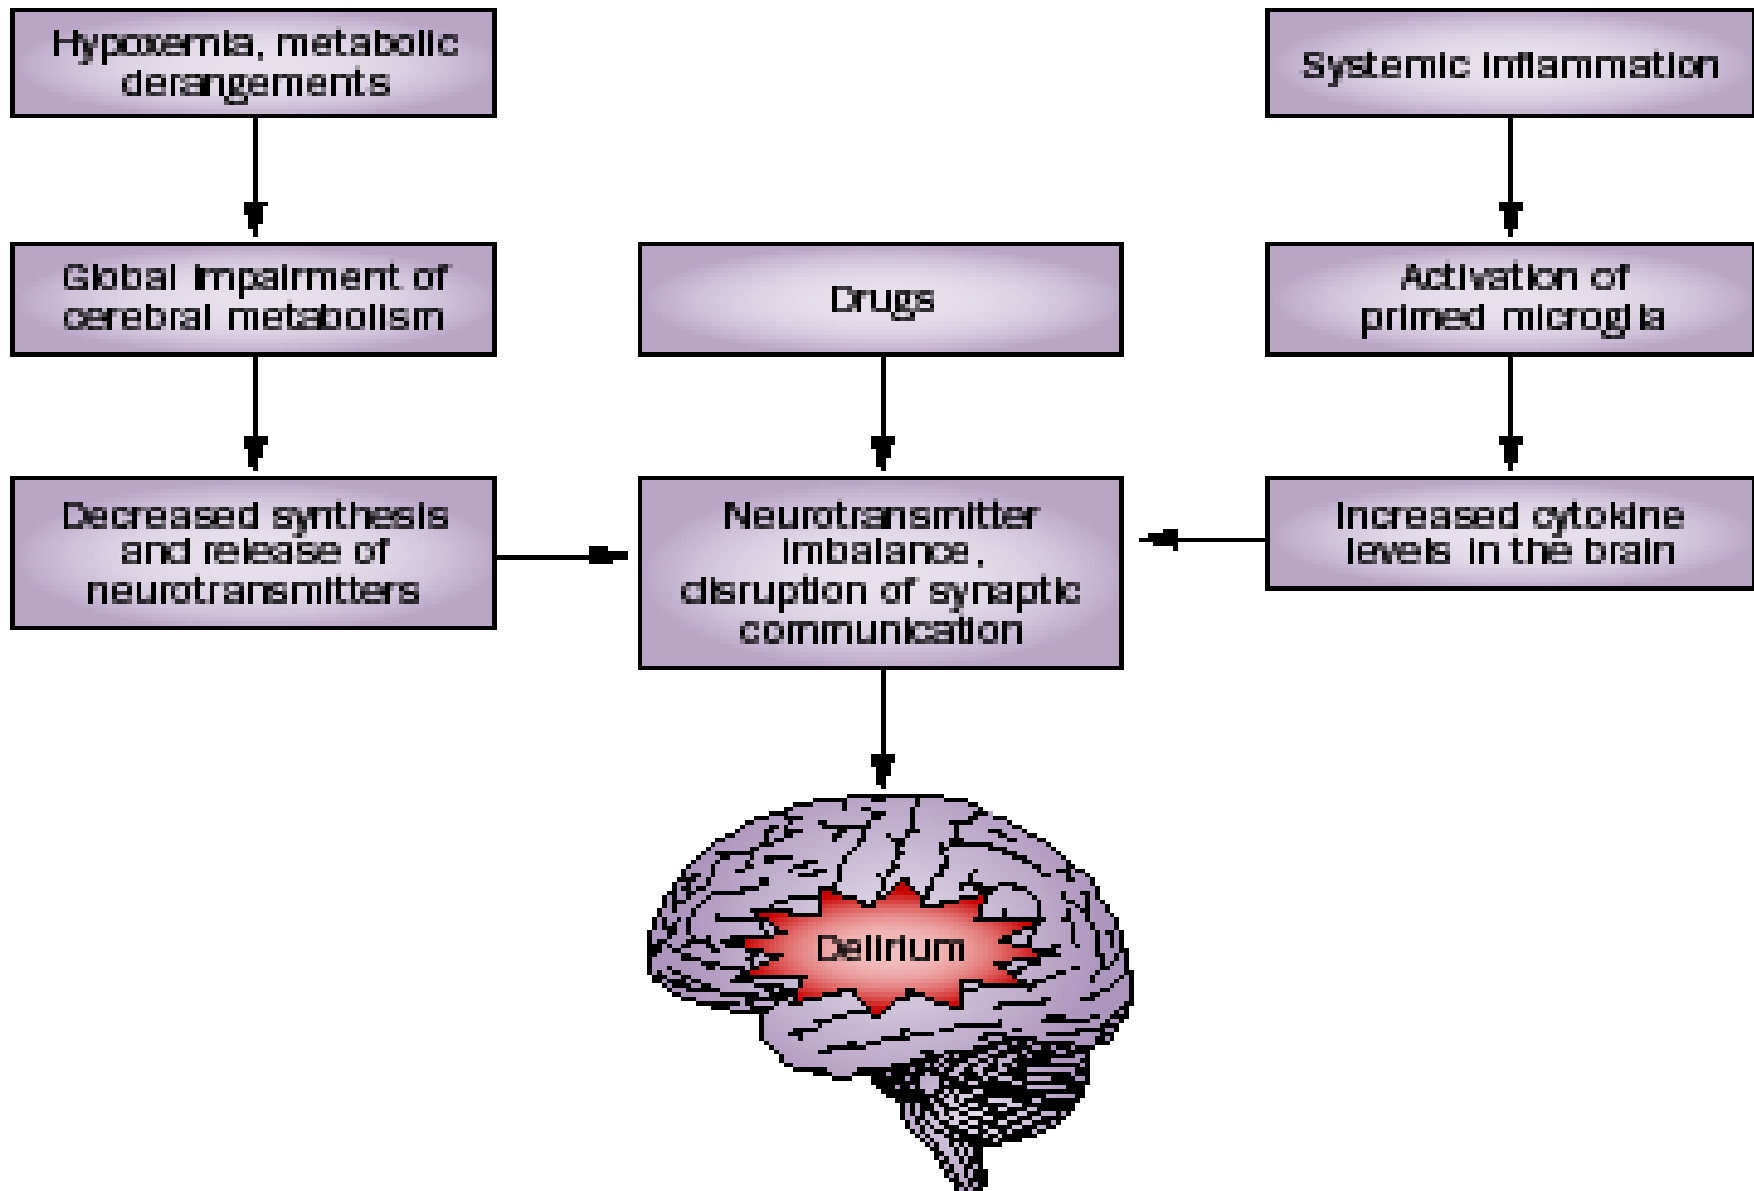 Hypoxemia, metabolic
derangements
Global impairment of
cerebral metabolism
Decreased synthesis
and release of
neurotransmitters
Drugs
Neurotransmitter
imbalance,
disruption of synaptic
communication
Systemic inflammation
Activation of
primed microglia
Increased cytokine
levels in the brain
Delirium